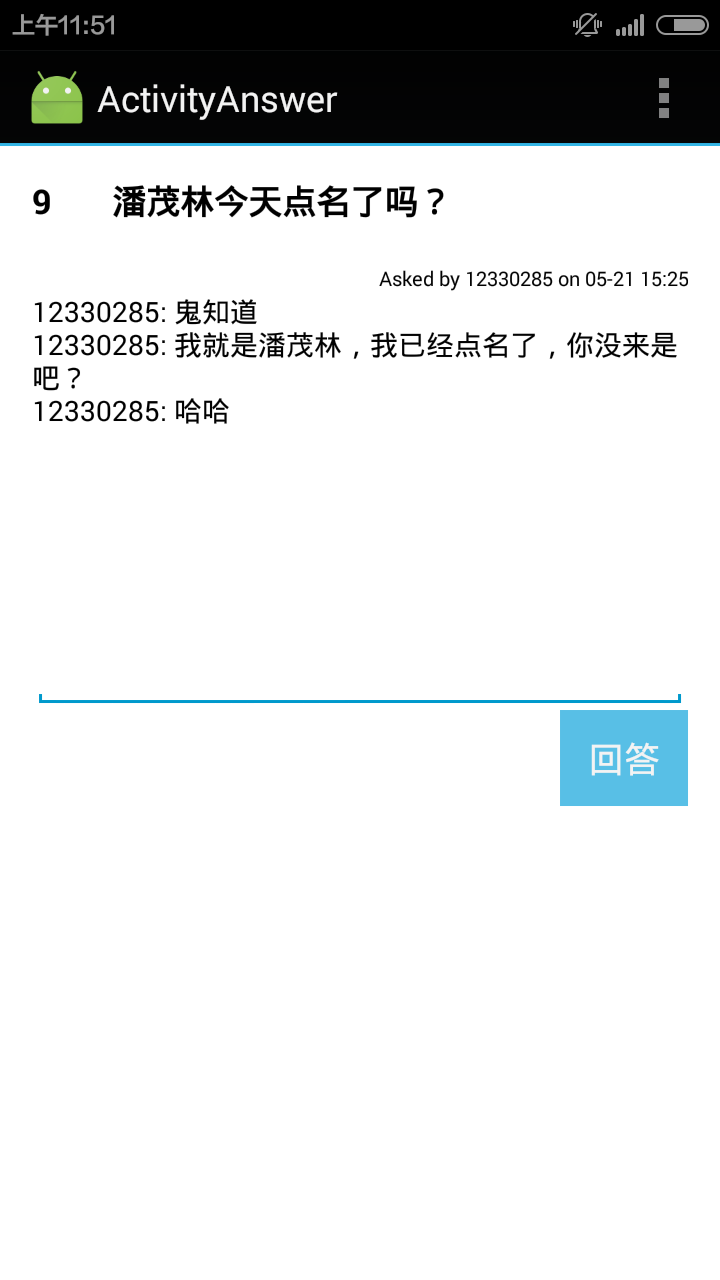 上午11:51
ActivityAnswer
9 潘茂林今天点名了吗？
Asked by 12330285 on 05-21 15:25
12330285: 鬼知道
12330285: 我就是潘茂林，我已经点名了，你没来是
吧？
12330285: 哈哈
回答